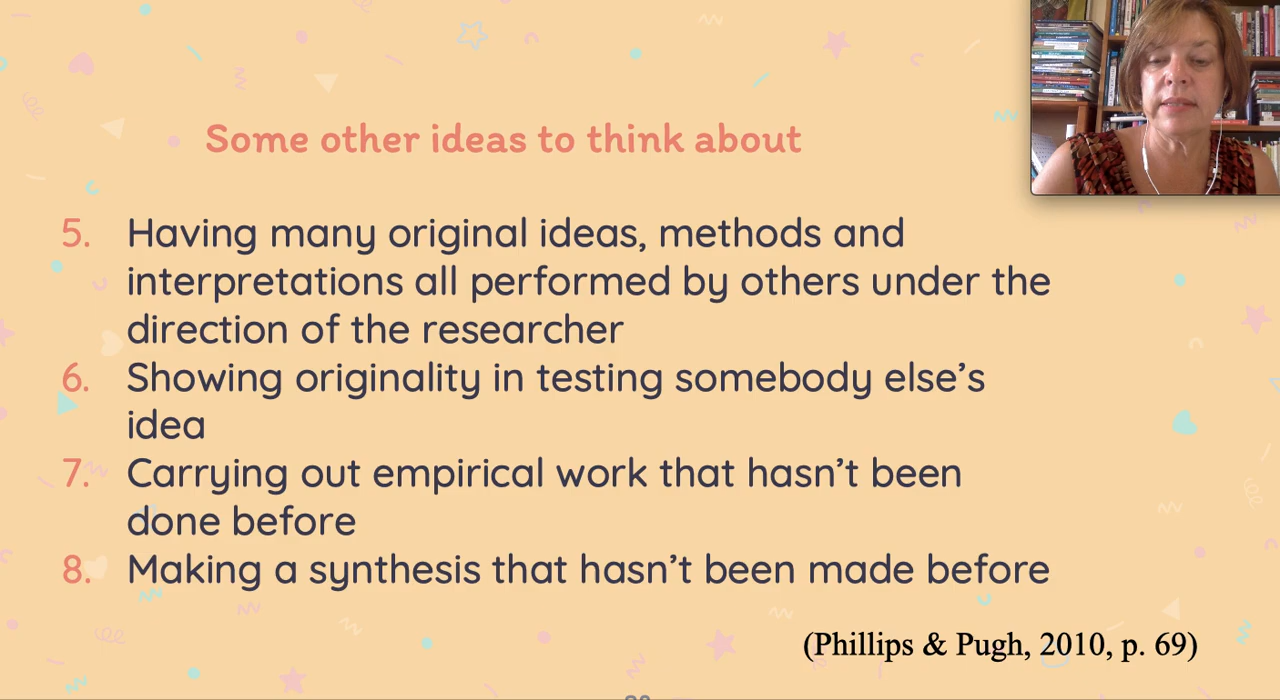 Some other ideas to think about
5. Having many original ideas, methods and
interpretations all performed by others under the
direction of the researcher
6. Showing originality in testing somebody else’s
idea
7. Carrying out empirical work that hasn’t been
done before
8. Making a synthesis that hasn’t been made before
(Phillips & Pugh, 2010, p. 69)